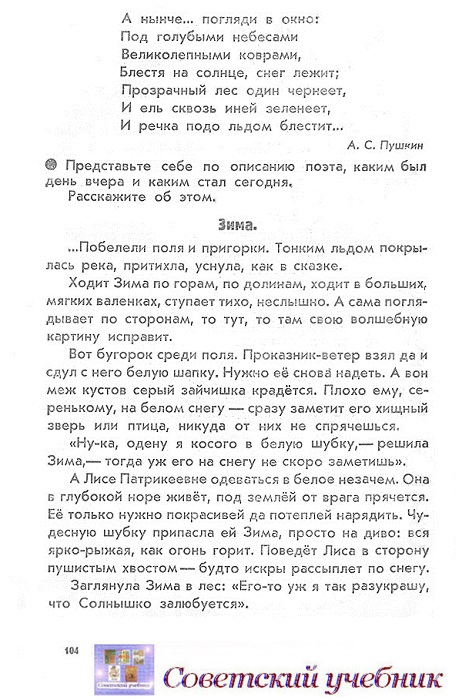 А нынче... погляди в окно:
Под голубыми небесами
Великолепными коврами,
Блестя на солнце, снег лежит;
Прозрачный лес один чернеет,
И ель сквозь иней зеленеет,
И речка подо льдом блестит...
А. С. Пушкин
Представьте себе по описанию поэта, каким был
день вчера и каким стал сегодня.
Расскажите об этом.
Зима.
...Побелели поля и пригорки. Тонким льдом покры-
лась река, притихла, уснула, как в сказке.
Ходит Зима по горам, по долинам, ходит в больших,
мягких валенках, ступает тихо, неслышно. А сама погля-
дывает по сторонам, то тут, то там свою волшебную
картину исправит.
Вот бугорок среди поля. Проказник-ветер взял да и
сдул с него белую шапку. Нужно её снова надеть. А вон
меж кустов серый зайчишка крадётся. Плохо ему, се-
ренькому, на белом снегу — сразу заметит его хищный
зверь или птица, никуда от них не спрячешься.
«Ну-ка, одену я косого в белую шубку,— решила
Зима,— тогда уж его на снегу не скоро заметишь».
А Лисе Патрикеевне одеваться в белое незачем. Она
в глубокой норе живёт, под землёй от врага прячется.
Её только нужно покрасивей да потеплей нарядить. Чу-
десную шубку припасла ей Зима, просто на диво: вся
ярко-рыжая, как огонь горит. Поведёт Лиса в сторону
пушистым хвостом — будто искры рассыплет по снегу.
Заглянула Зима в лес: «Его-то уж я так разукрашу,
что Солнышко залюбуется».
104
Советский учебник